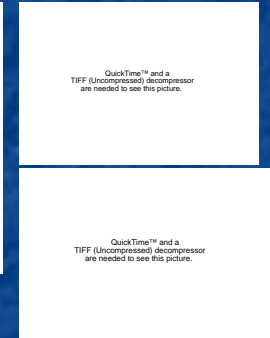 QuickTime™ and a
TIFF (Uncompressed) decompressor
are needed to see this picture.
QuickTime™ and a
TIFF (Uncompressed) decompressor
are needed to see this picture.